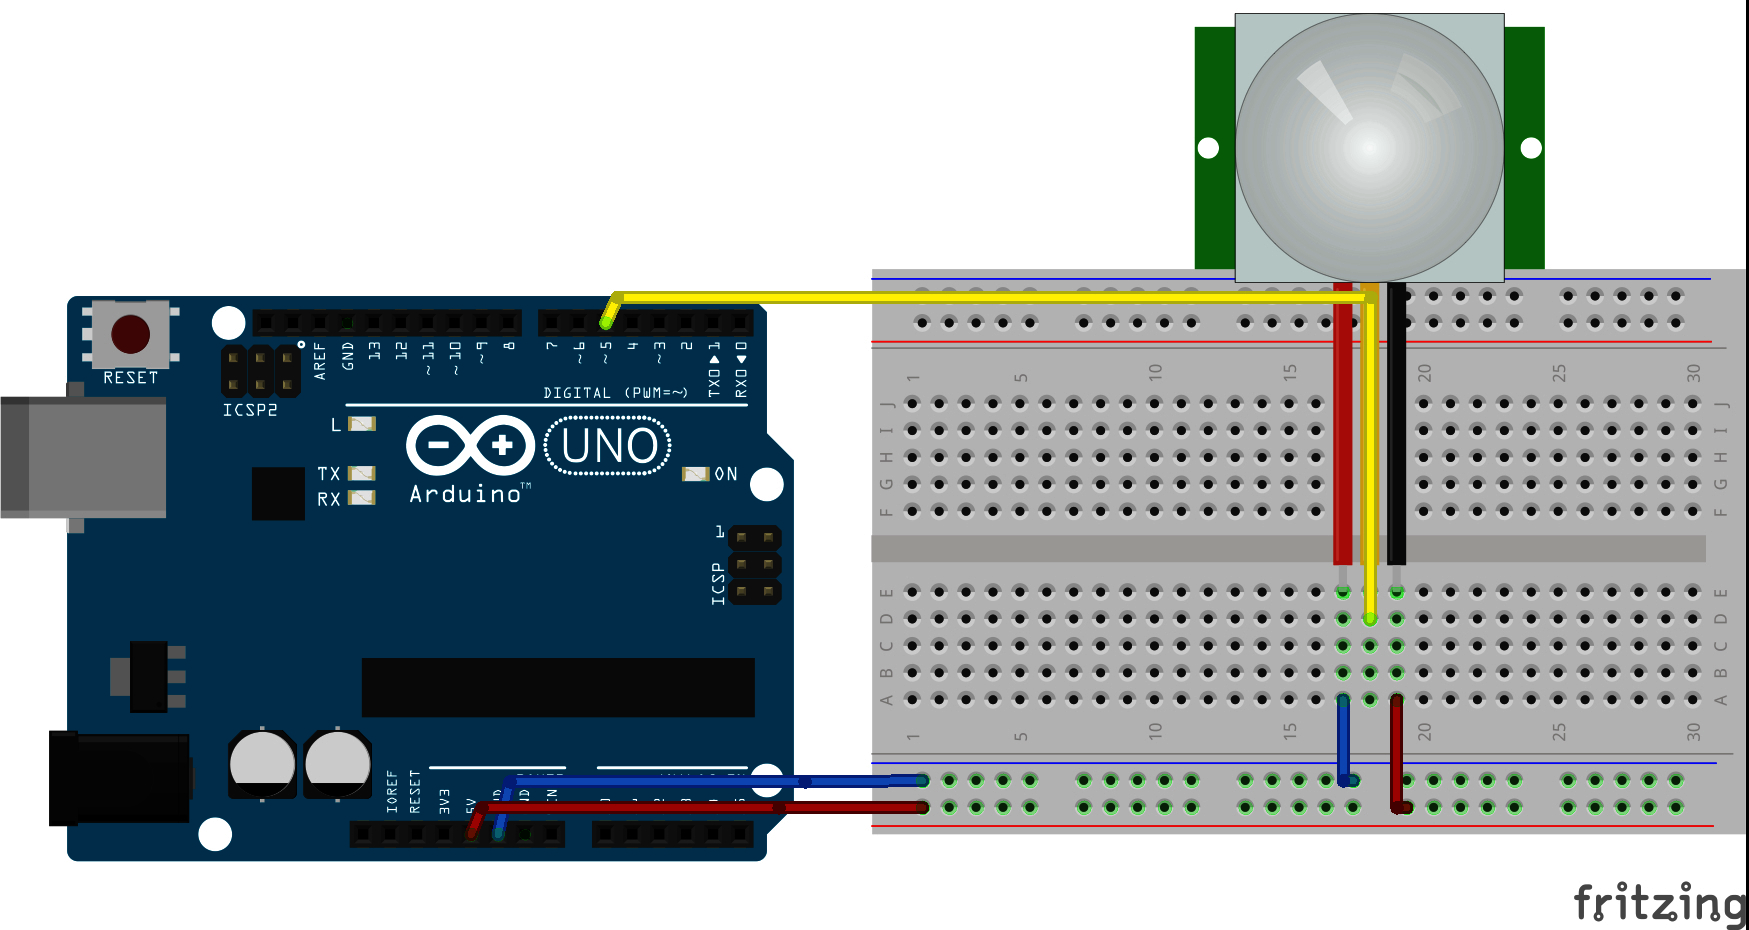 RESET
ICSP2
AREF
GND
13
12
~11
~10
~9
8
7
~6
~5
4
~3
2
TX0▶1
RX0◀0
DIGITAL (PWM=~)
L
TX
RX
UNO
ON
Arduino™
1
ICSP
IOREF
RESET
3V3
5V
1 5 10 15 20 25 30
J J
I I
H H
G G
F F
E E
D D
C C
B B
A A
1 5 10 15 20 25 30
fritzing